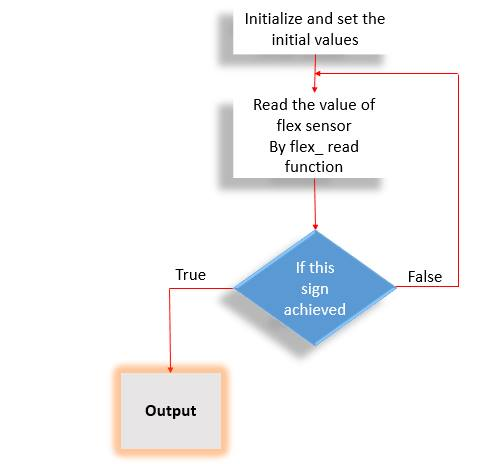 Initialize and set the
initial values
Read the value of
flex sensor
By flex_ read
function
If this
sign
achieved
True
False
Output